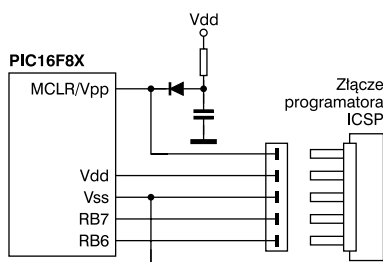 Vdd
PIC16F8X
MCLR/Vpp
Złącze
programatora
ICSP
Vdd
Vss
RB7
RB6